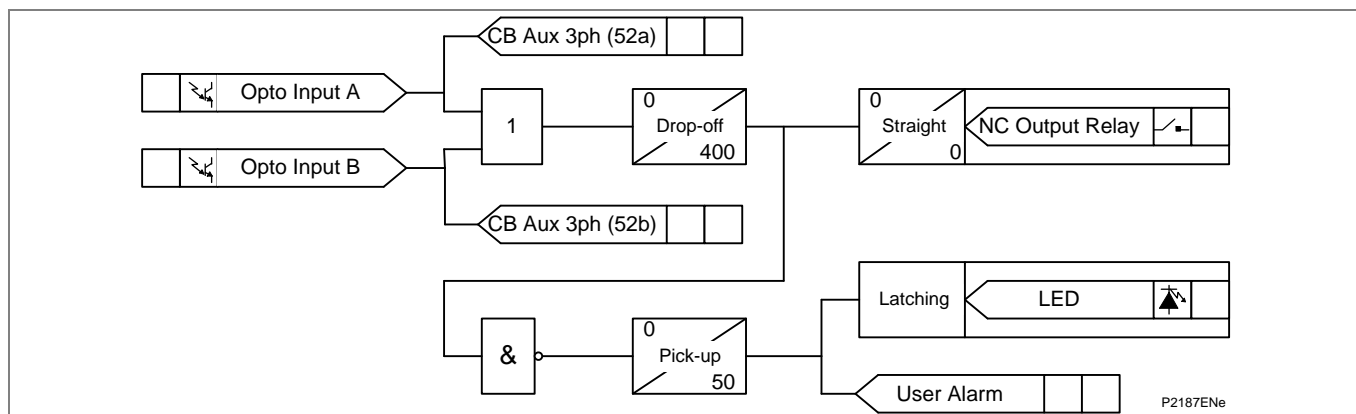 CB Aux 3ph (52a)
Opto Input A
1
0
Drop-off
400
0
Straight
0
NC Output Relay
Opto Input B
CB Aux 3ph (52b)
Latching
LED
&
0
Pick-up
50
User Alarm
P2187ENe